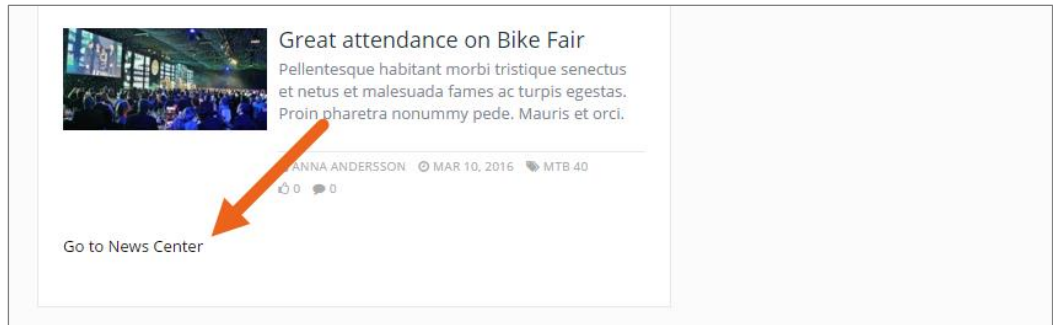 Great attendance on Bike Fair
Pellentesque habitant morbi tristique senectus
et netus et malesuada fames ac turpis egestas.
Proin pharetra nonummy pede. Mauris et orci.
ANNA ANDERSSON MAR 10, 2016 MTB 40
0 0
Go to News Center